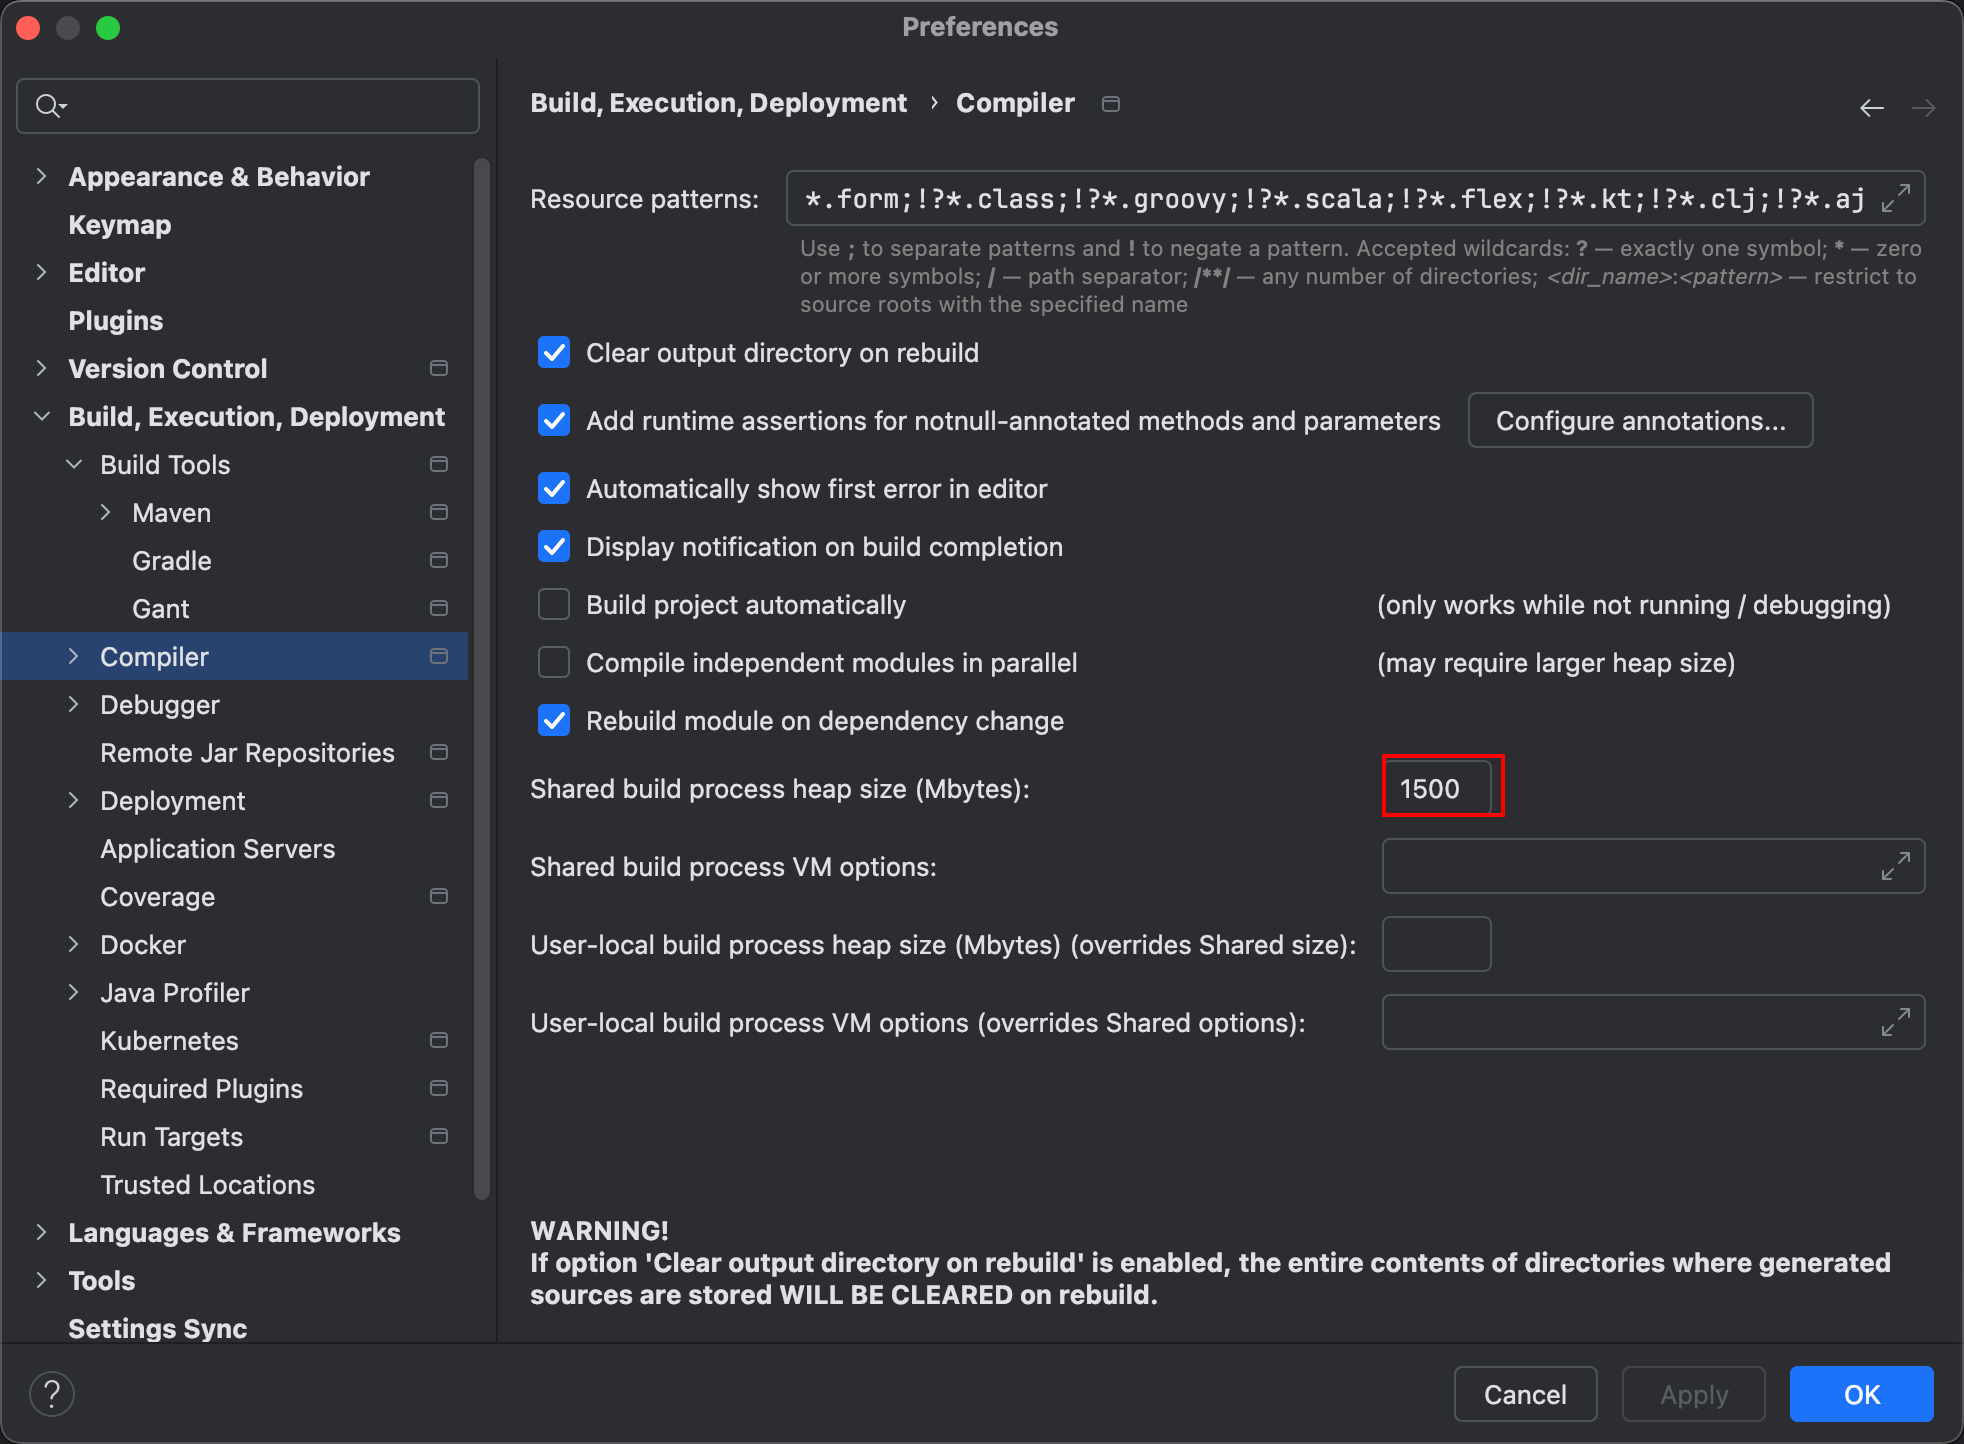 Preferences
Appearance & Behavior
Keymap
Editor
Plugins
Version Control
Build, Execution, Deployment
Build Tools
Maven
Gradle
Gant
Compiler
Debugger
Remote Jar Repositories
Deployment
Application Servers
Coverage
Docker
Java Profiler
Kubernetes
Required Plugins
Run Targets
Trusted Locations
Languages & Frameworks
Tools
Settings Sync
Build, Execution, Deployment › Compiler
Resource patterns: *.form;!?*.class;!?*.groovy;!?*.scala;!?*.flex;!?*.kt;!?*.clj;!?*.aj
Use ; to separate patterns and ! to negate a pattern. Accepted wildcards: ? — exactly one symbol; * — zero
or more symbols; / — path separator; /**/ — any number of directories; <dir_name>:<pattern> — restrict to
source roots with the specified name
Clear output directory on rebuild
Add runtime assertions for notnull-annotated methods and parameters Configure annotations...
Automatically show first error in editor
Display notification on build completion
Build project automatically (only works while not running / debugging)
Compile independent modules in parallel (may require larger heap size)
Rebuild module on dependency change
Shared build process heap size (Mbytes): 1500
Shared build process VM options:
User-local build process heap size (Mbytes) (overrides Shared size):
User-local build process VM options (overrides Shared options):
WARNING!
If option 'Clear output directory on rebuild' is enabled, the entire contents of directories where generated
sources are stored WILL BE CLEARED on rebuild.
? Cancel Apply OK